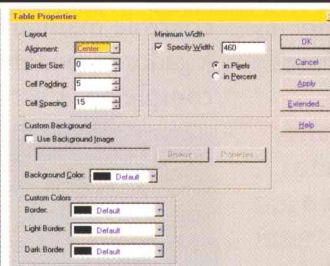 Table Properties
Layout
Alignment: Center
Border Size: 0
Cell Padding: 5
Cell Spacing: 15
Minimum Width
Specify Width: 460
in Pixels
in Percent
OK
Cancel
Apply
Extended...
Help
Custom Background
Use Background Image
Browse... Properties...
Background Color: Default
Custom Colors
Border: Default
Light Border: Default
Dark Border Default